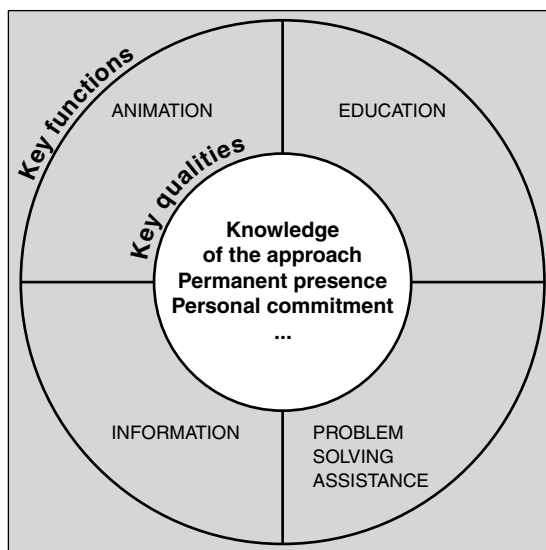 Key functions
ANIMATION
EDUCATION
Key qualities
Knowledge
of the approach
Permanent presence
Personal commitment
...
INFORMATION
PROBLEM
SOLVING
ASSISTANCE